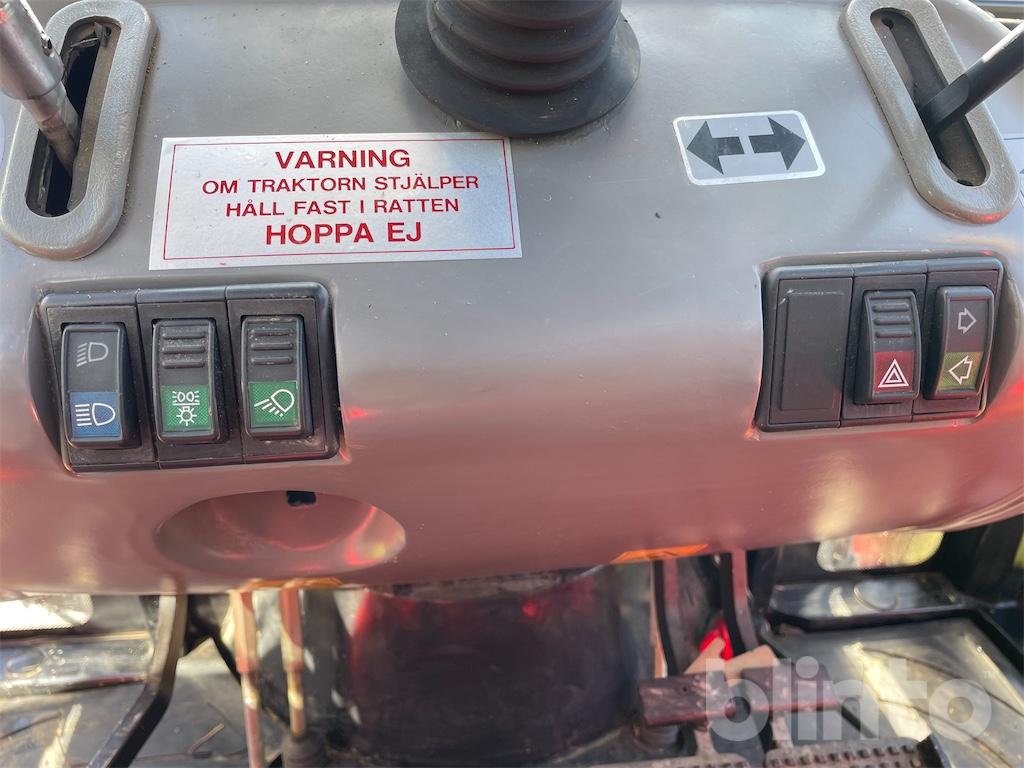 VARNING
OM TRAKTORN STJÄLPER
HÅLL FAST I RATTEN
HOPPA EJ
blinto